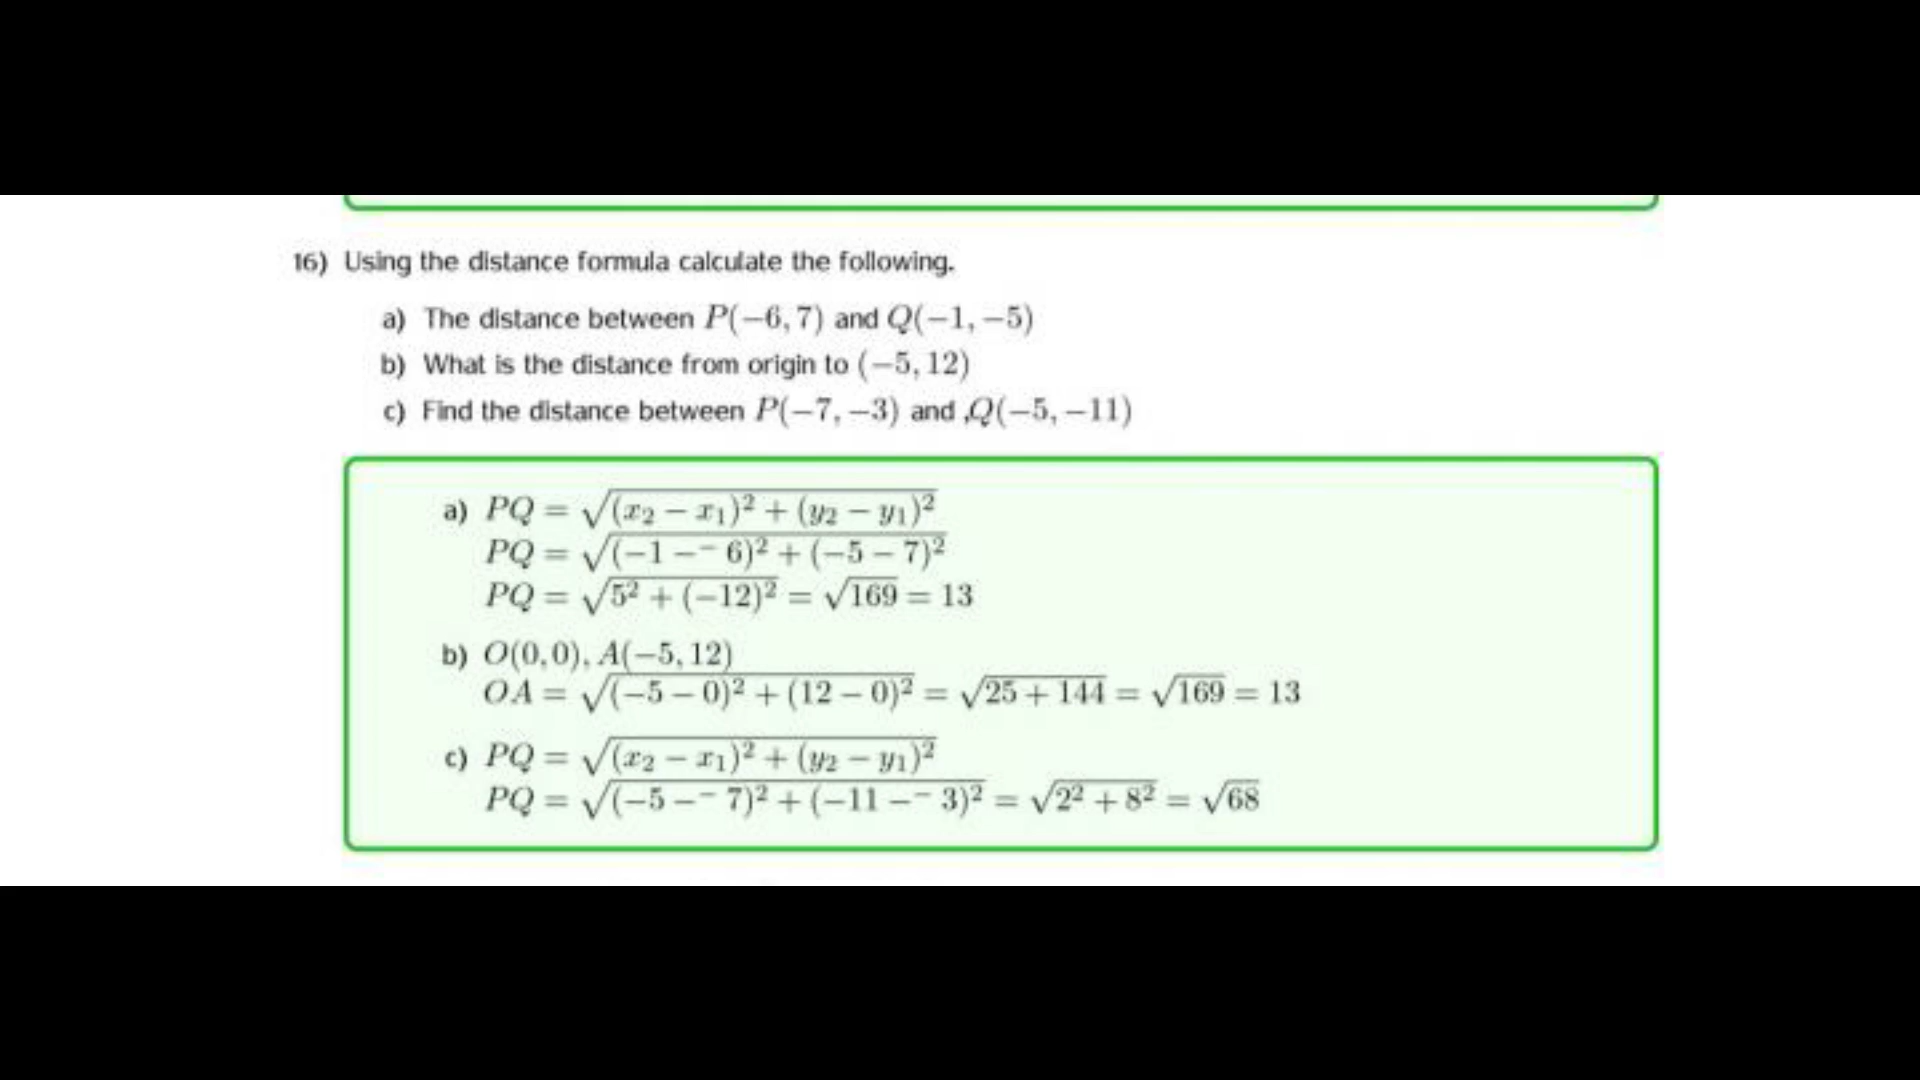 16) Using the distance formula calculate the following.
a) The distance between P(−6, 7) and Q(−1, −5)
b) What is the distance from origin to (−5, 12)
c) Find the distance between P(−7, −3) and ,Q(−5, −11)
a) PQ = √((x₂ − x₁)² + (y₂ − y₁)²)
PQ = √((−1 −⁻ 6)² + (−5 − 7)²)
PQ = √(5² + (−12)²) = √169 = 13
b) O(0,0), A(−5, 12)
OA = √((−5 − 0)² + (12 − 0)²) = √(25 + 144) = √169 = 13
c) PQ = √((x₂ − x₁)² + (y₂ − y₁)²)
PQ = √((−5 −⁻ 7)² + (−11 −⁻ 3)²) = √(2² + 8²) = √68